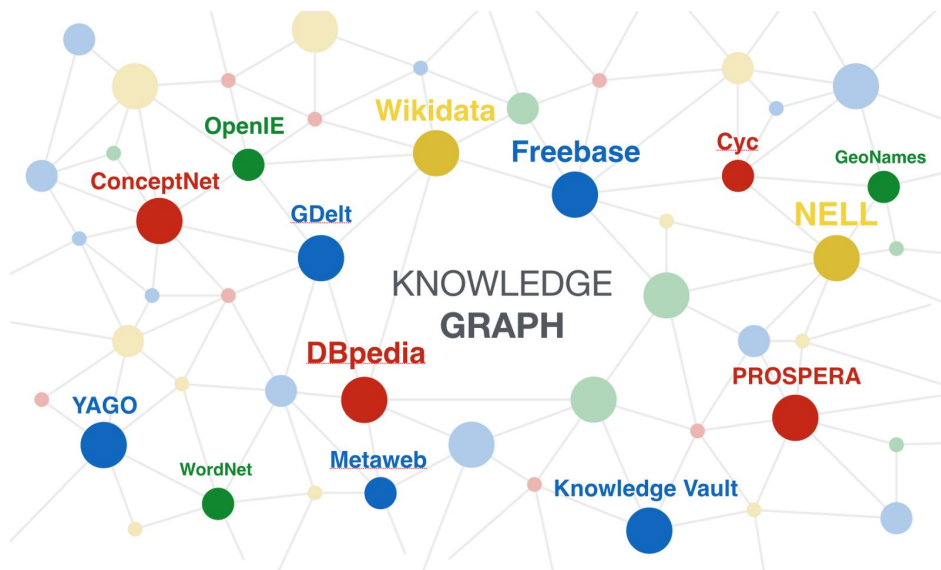 Wikidata
OpenIE
Freebase
Cyc
GeoNames
ConceptNet
GDelt
NELL
KNOWLEDGE
GRAPH
DBpedia
PROSPERA
YAGO
Metaweb
WordNet
Knowledge Vault